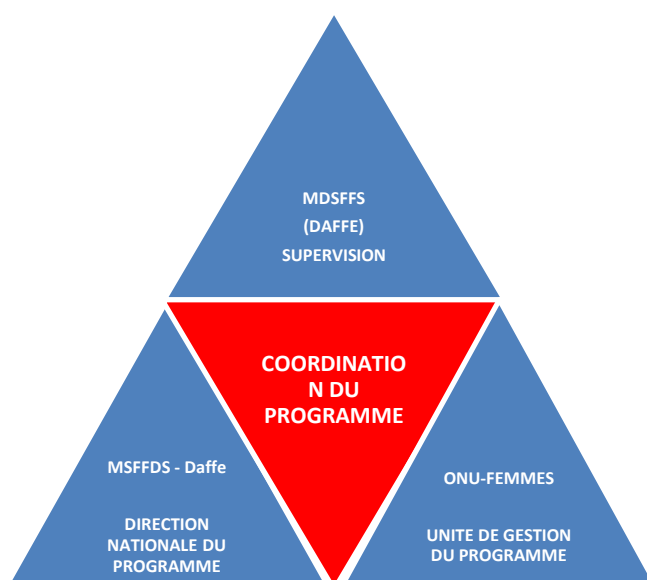 MDSFFS
(DAFFE)
SUPERVISION
COORDINATIO
N DU
PROGRAMME
MSFFDS - Daffe
DIRECTION
NATIONALE DU
PROGRAMME
ONU-FEMMES
UNITE DE GESTION
DU PROGRAMME